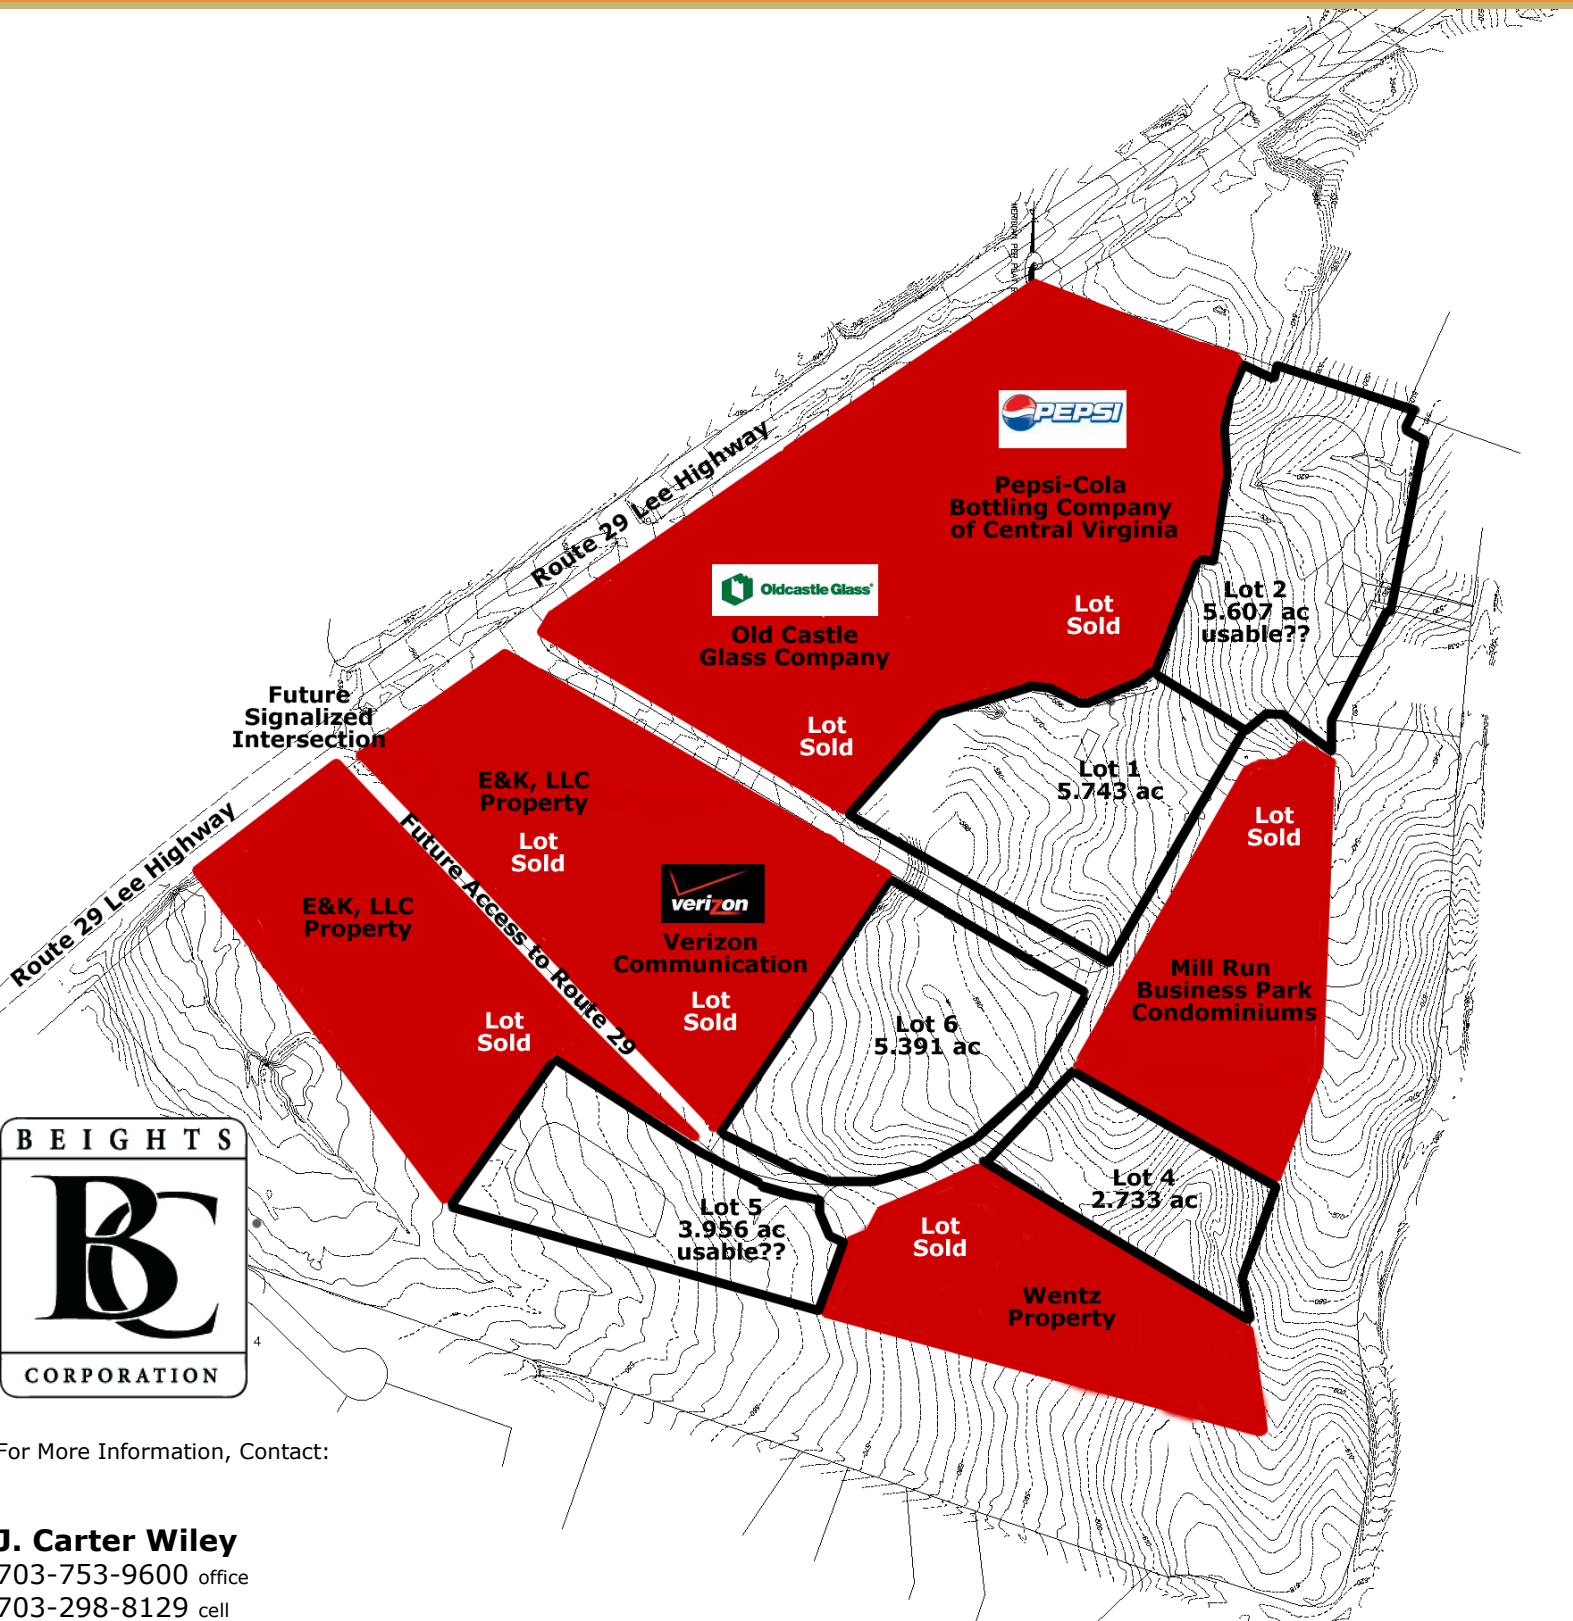 MERIDIAN PER PLAT
PEPSI
Pepsi-Cola
Bottling Company
of Central Virginia
Route 29 Lee Highway
Oldcastle Glass
Old Castle
Glass Company
Lot
Sold
Lot 2
5.607 ac
usable??
Future
Signalized
Intersection
Lot
Sold
Lot 1
5.743 ac
E&K, LLC
Property
Lot
Sold
Lot
Sold
Route 29 Lee Highway
Future Access to Route 29
E&K, LLC
Property
verizon
Verizon
Communication
Lot
Sold
Lot
Sold
Lot 6
5.391 ac
Mill Run
Business Park
Condominiums
Lot 4
2.733 ac
Lot 5
3.956 ac
usable??
Lot
Sold
Wentz
Property
BEIGHTS
BC
CORPORATION
4
For More Information, Contact:
J. Carter Wiley
703-753-9600 office
703-298-8129 cell